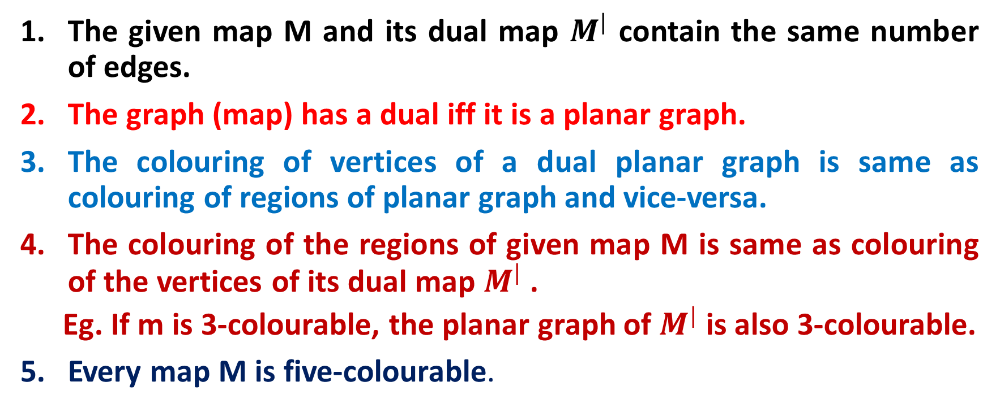 1. The given map M and its dual map M| contain the same number
of edges.
2. The graph (map) has a dual iff it is a planar graph.
3. The colouring of vertices of a dual planar graph is same as
colouring of regions of planar graph and vice-versa.
4. The colouring of the regions of given map M is same as colouring
of the vertices of its dual map M| .
Eg. If m is 3-colourable, the planar graph of M| is also 3-colourable.
5. Every map M is five-colourable.